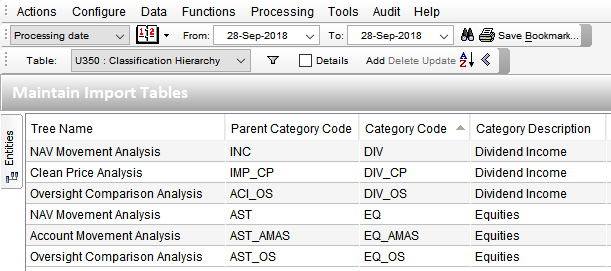 Actions Configure Data Functions Processing Tools Audit Help
Processing date From: 28-Sep-2018 To: 28-Sep-2018 Save Bookmark...
Table: U350 : Classification Hierarchy Details Add Delete Update
Maintain Import Tables
Entities
Tree Name Parent Category Code Category Code Category Description
NAV Movement Analysis INC DIV Dividend Income
Clean Price Analysis IMP_CP DIV_CP Dividend Income
Oversight Comparison Analysis ACI_OS DIV_OS Dividend Income
NAV Movement Analysis AST EQ Equities
Account Movement Analysis AST_AMAS EQ_AMAS Equities
Oversight Comparison Analysis AST_OS EQ_OS Equities